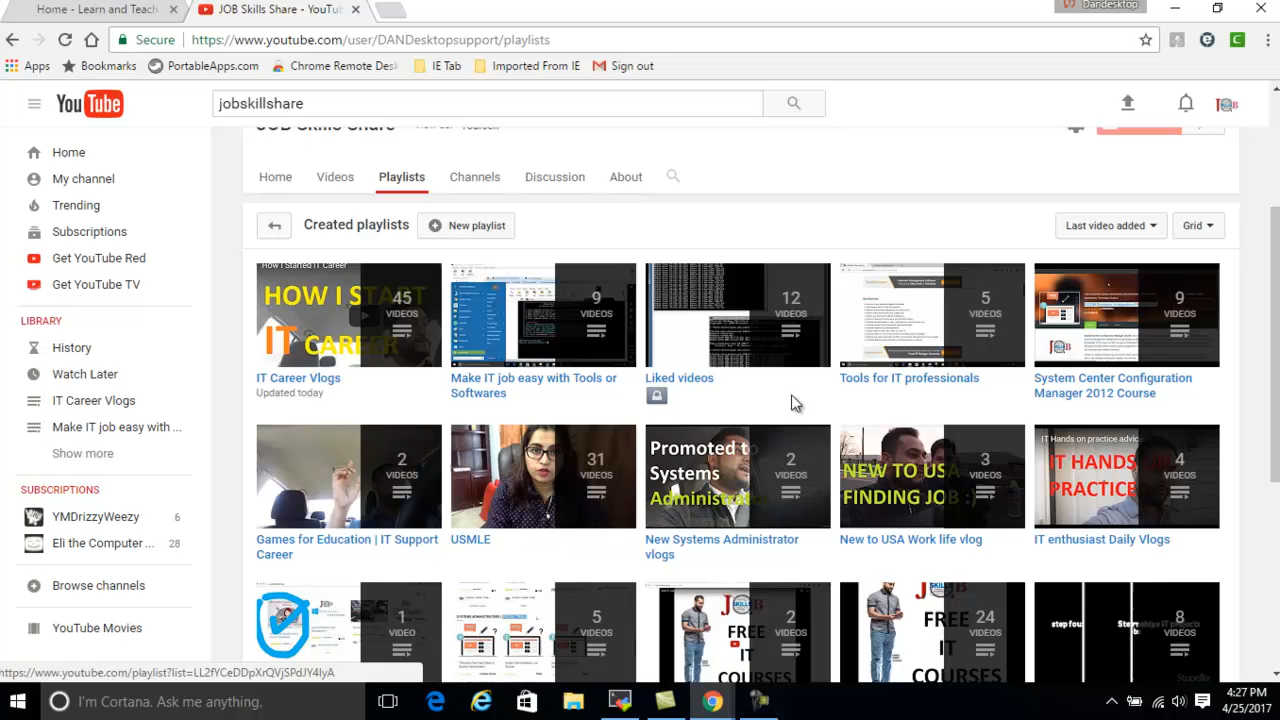 Home - Learn and Teach
JOB Skills Share - YouTu
Dandesktop
Secure
https://www.youtube.com/user/DANDesktopsupport/playlists
Apps
Bookmarks
PortableApps.com
Chrome Remote Des
IE Tab
Imported From IE
Sign out
YouTube
jobskillshare
JOB Skills Share
Home
Videos
Playlists
Channels
Discussion
About
Created playlists
New playlist
Last video added
Grid
Home
My channel
Trending
Subscriptions
Get YouTube Red
Get YouTube TV
LIBRARY
History
Watch Later
IT Career Vlogs
Make IT job easy with ...
Show more
SUBSCRIPTIONS
YMDrizzyWeezy 6
Eli the Computer ... 28
Browse channels
YouTube Movies
How I Started IT Career
HOW I START
IT CAREER
45 VIDEOS
IT Career Vlogs
Updated today
9 VIDEOS
Make IT job easy with Tools or
Softwares
12 VIDEOS
Liked videos
5 VIDEOS
Tools for IT professionals
9 VIDEOS
System Center Configuration
Manager 2012 Course
2 VIDEOS
Games for Education | IT Support
Career
31 VIDEOS
USMLE
Promoted to
Systems
Administrator
2 VIDEOS
New Systems Administrator
vlogs
NEW TO USA
FINDING JOB
3 VIDEOS
New to USA Work life vlog
IT Hands on practice advic
IT HANDS
PRACTICE
4 VIDEOS
IT enthusiast Daily Vlogs
1 VIDEO
5 VIDEOS
FREE
IT
COURSES
2 VIDEOS
FREE
IT
COURSES
24 VIDEOS
step fou
8 VIDEOS
I'm Cortana. Ask me anything.
4:27 PM
4/25/2017